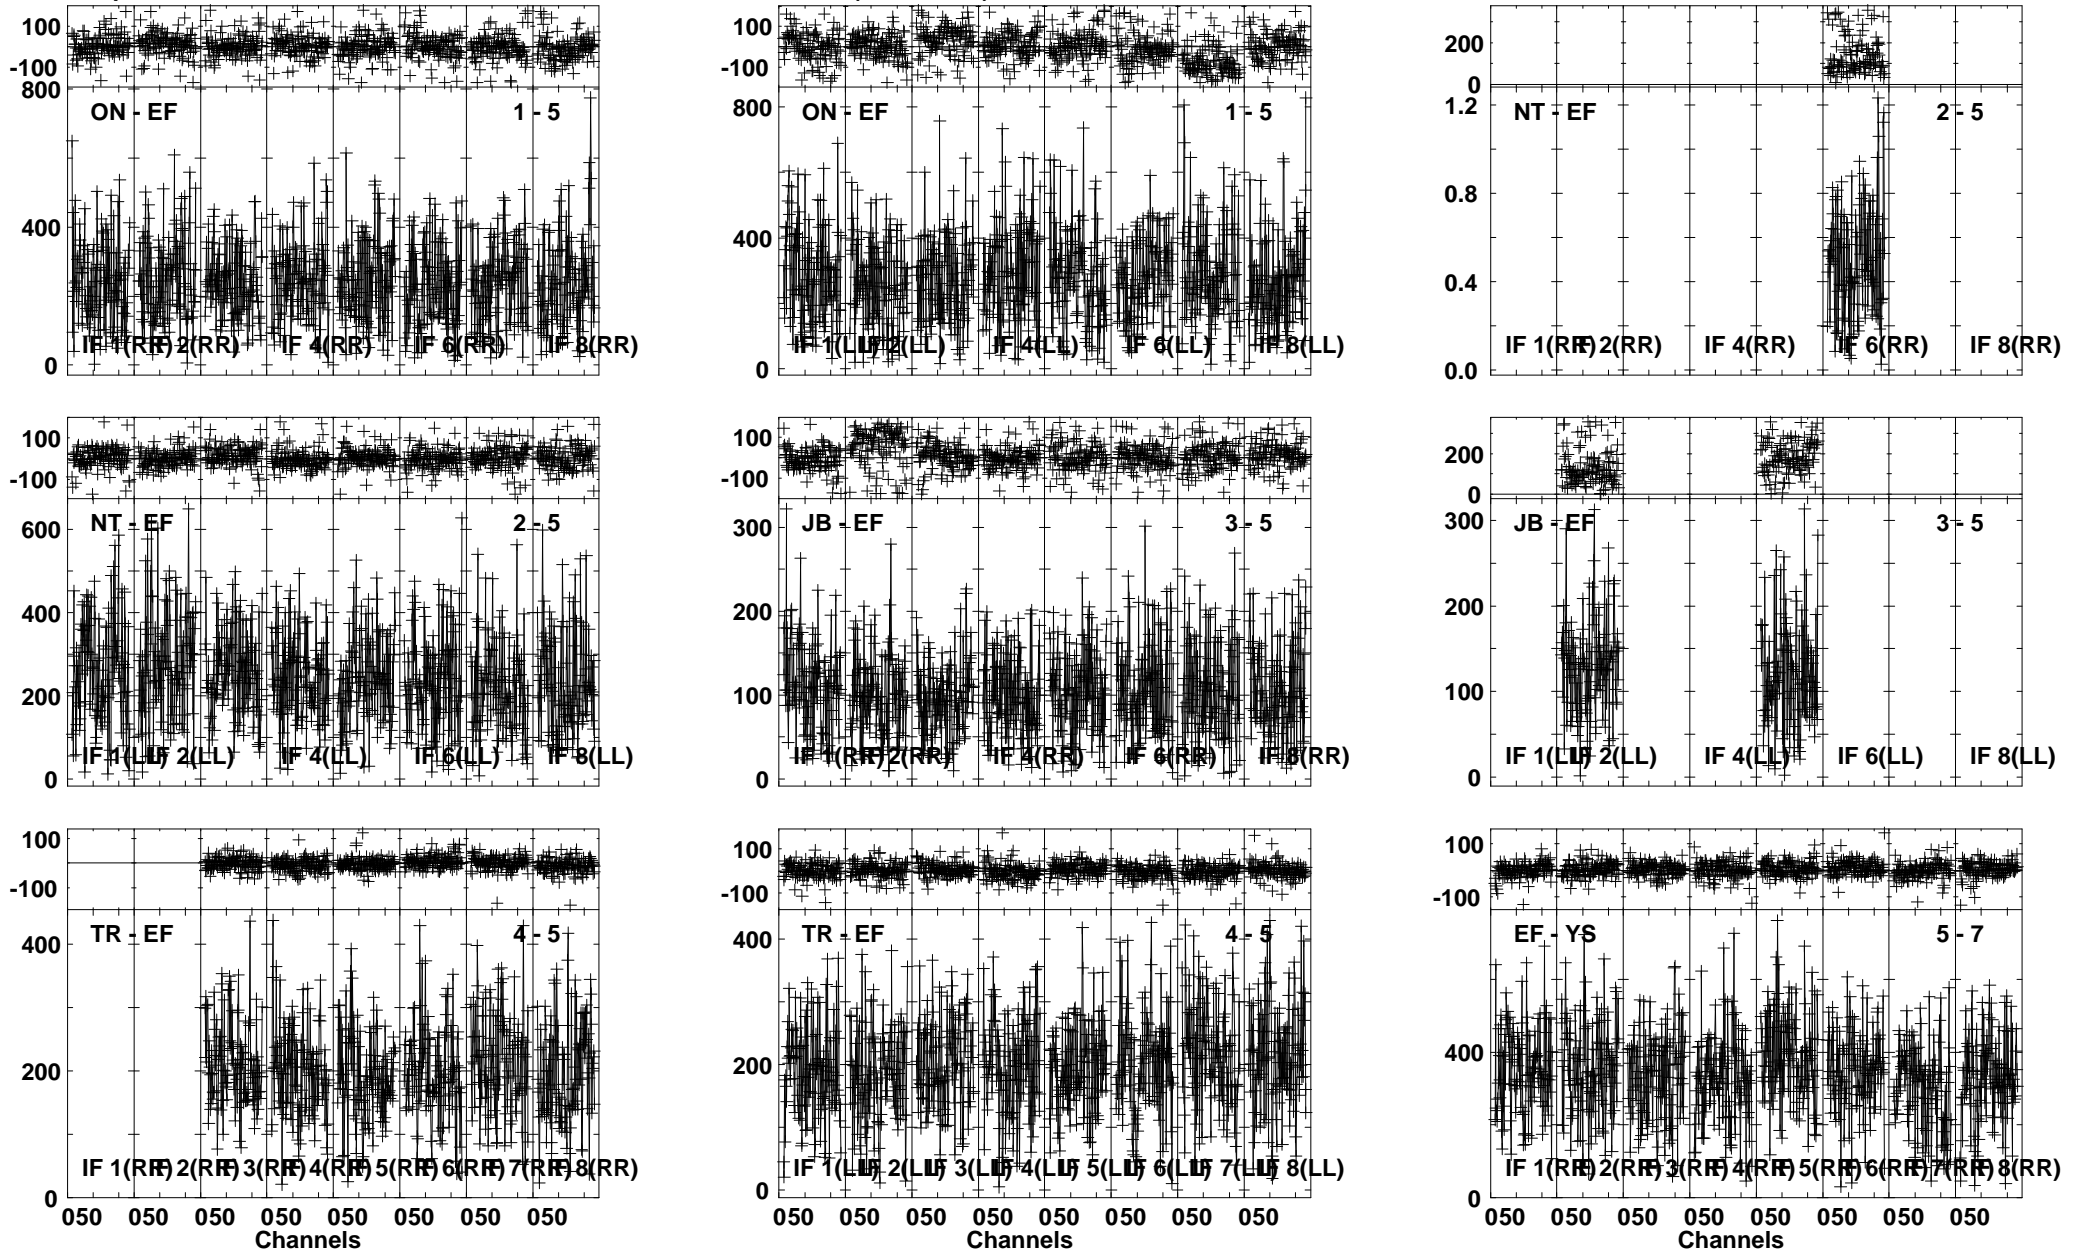 100 100 200
-100 -100 0
800 800 1.2
ON - EF 1 - 5 ON - EF 1 - 5 NT - EF 2 - 5
0.8
400 400
0.4
IF 1(RR) IF 2(RR) IF 4(RR) IF 6(RR) IF 8(RR) IF 1(LL) IF 2(LL) IF 4(LL) IF 6(LL) IF 8(LL) IF 1(RR) IF 2(RR) IF 4(RR) IF 6(RR) IF 8(RR)
0 0 0.0
100 100 200
-100 -100 0
NT - EF 2 - 5 JB - EF 3 - 5 JB - EF 3 - 5
600 300 300
400 200 200
200 100 100
IF 1(LL) IF 2(LL) IF 4(LL) IF 6(LL) IF 8(LL) IF 1(RR) IF 2(RR) IF 4(RR) IF 6(RR) IF 8(RR) IF 1(LL) IF 2(LL) IF 4(LL) IF 6(LL) IF 8(LL)
0 0 0
100 100 100
-100 -100 -100
TR - EF 4 - 5 TR - EF 4 - 5 EF - YS 5 - 7
400 400
400
200 200
IF 1(RR) IF 2(RR) IF 3(RR) IF 4(RR) IF 5(RR) IF 6(RR) IF 7(RR) IF 8(RR) IF 1(LL) IF 2(LL) IF 3(LL) IF 4(LL) IF 5(LL) IF 6(LL) IF 7(LL) IF 8(LL) IF 1(RR) IF 2(RR) IF 3(RR) IF 4(RR) IF 5(RR) IF 6(RR) IF 7(RR) IF 8(RR)
0 0 0
050 050 050 050 050 050 050 050 050 050 050 050 050 050 050 050 050 050 050 050 050 050 050 050
Channels Channels Channels